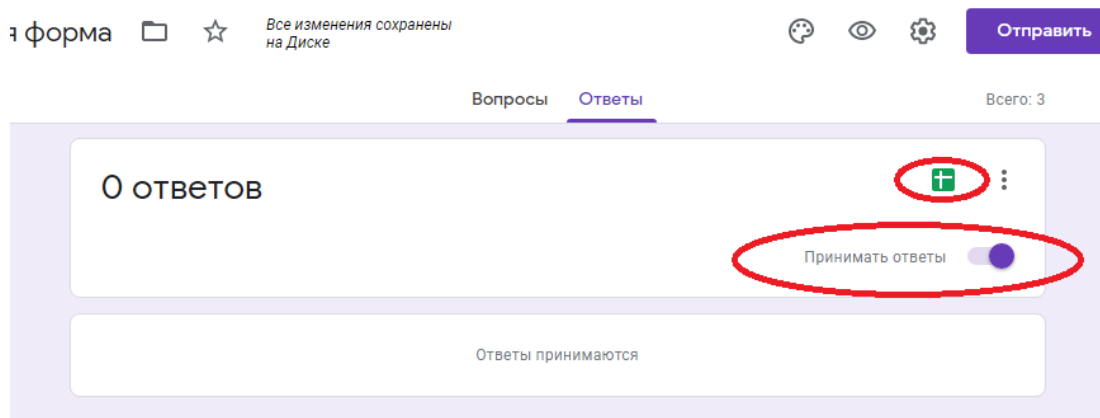 я форма
Все изменения сохранены
на Диске
Отправить
Вопросы
Ответы
Всего: 3
0 ответов
Принимать ответы
Ответы принимаются